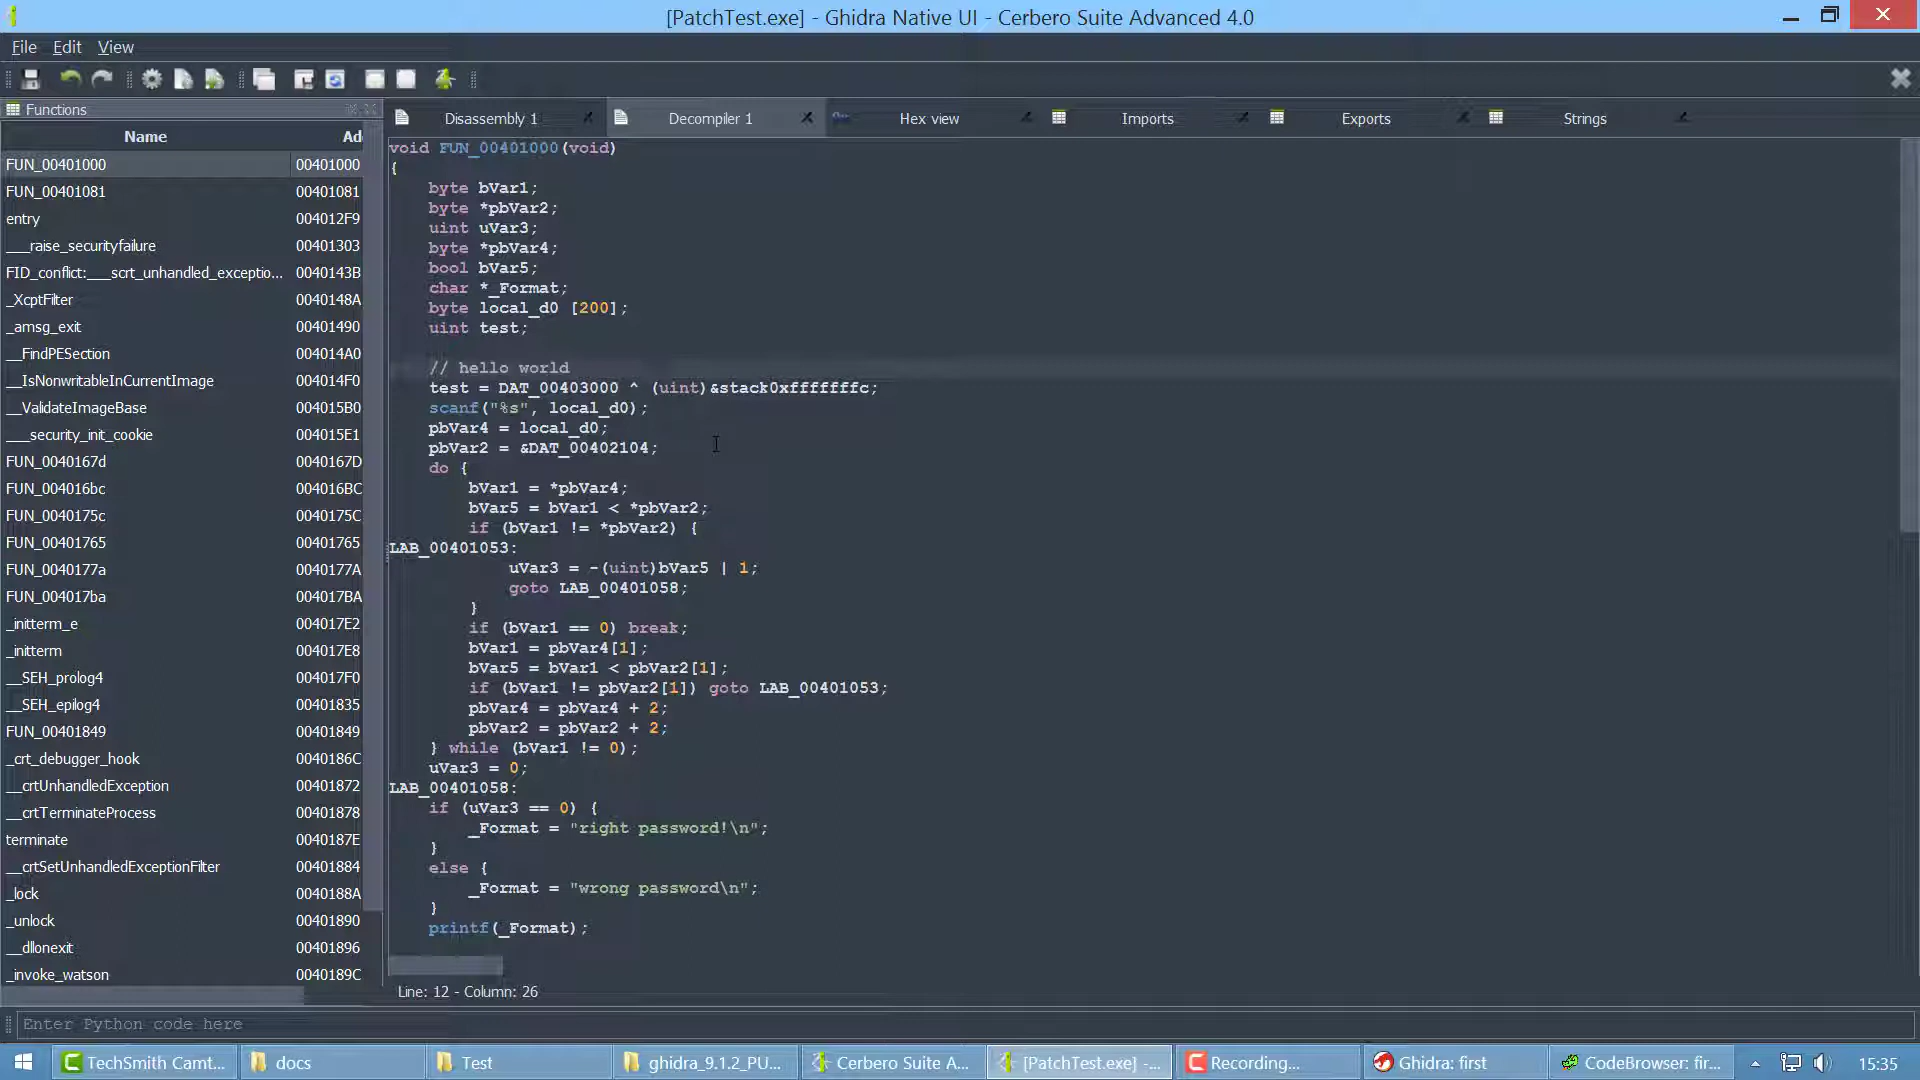 [PatchTest.exe] - Ghidra Native UI - Cerbero Suite Advanced 4.0
File Edit View
Functions
Name Ad
FUN_00401000 00401000
FUN_00401081 00401081
entry 004012F9
___raise_securityfailure 00401303
FID_conflict:___scrt_unhandled_exceptio... 0040143B
_XcptFilter 0040148A
_amsg_exit 00401490
__FindPESection 004014A0
__IsNonwritableInCurrentImage 004014F0
__ValidateImageBase 004015B0
___security_init_cookie 004015E1
FUN_0040167d 0040167D
FUN_004016bc 004016BC
FUN_0040175c 0040175C
FUN_00401765 00401765
FUN_0040177a 0040177A
FUN_004017ba 004017BA
_initterm_e 004017E2
_initterm 004017E8
__SEH_prolog4 004017F0
__SEH_epilog4 00401835
FUN_00401849 00401849
_crt_debugger_hook 0040186C
__crtUnhandledException 00401872
__crtTerminateProcess 00401878
terminate 0040187E
__crtSetUnhandledExceptionFilter 00401884
_lock 0040188A
_unlock 00401890
__dllonexit 00401896
_invoke_watson 0040189C
Disassembly 1 Decompiler 1 Hex view Imports Exports Strings
void FUN_00401000(void)
{
byte bVar1;
byte *pbVar2;
uint uVar3;
byte *pbVar4;
bool bVar5;
char *_Format;
byte local_d0 [200];
uint test;
// hello world
test = DAT_00403000 ^ (uint)&stack0xfffffffc;
scanf("%s", local_d0);
pbVar4 = local_d0;
pbVar2 = &DAT_00402104;
do {
bVar1 = *pbVar4;
bVar5 = bVar1 < *pbVar2;
if (bVar1 != *pbVar2) {
LAB_00401053:
uVar3 = -(uint)bVar5 | 1;
goto LAB_00401058;
}
if (bVar1 == 0) break;
bVar1 = pbVar4[1];
bVar5 = bVar1 < pbVar2[1];
if (bVar1 != pbVar2[1]) goto LAB_00401053;
pbVar4 = pbVar4 + 2;
pbVar2 = pbVar2 + 2;
} while (bVar1 != 0);
uVar3 = 0;
LAB_00401058:
if (uVar3 == 0) {
_Format = "right password!\n";
}
else {
_Format = "wrong password\n";
}
printf(_Format);
Line: 12 - Column: 26
Enter Python code here
TechSmith Camt... docs Test ghidra_9.1.2_PU... Cerbero Suite A... [PatchTest.exe] -... Recording... Ghidra: first CodeBrowser: fir... 15:35